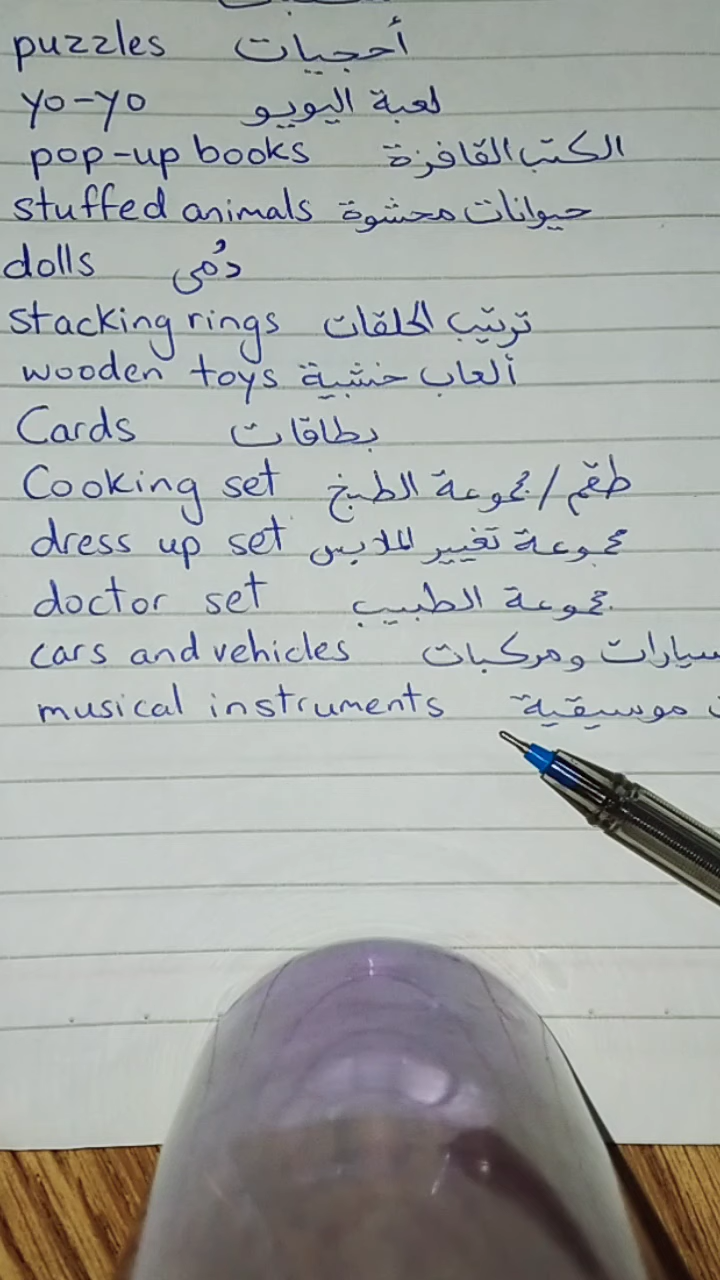 puzzles أحجيات
yo-yo لعبة اليويو
pop-up books الكتب القافزة
stuffed animals حيوانات محشوة
dolls دُمى
stacking rings ترتيب الحلقات
wooden toys ألعاب خشبية
Cards بطاقات
Cooking set طقم/مجموعة الطبخ
dress up set مجموعة تغيير الملابس
doctor set مجموعة الطبيب
cars and vehicles سيارات ومركبات
musical instruments موسيقية